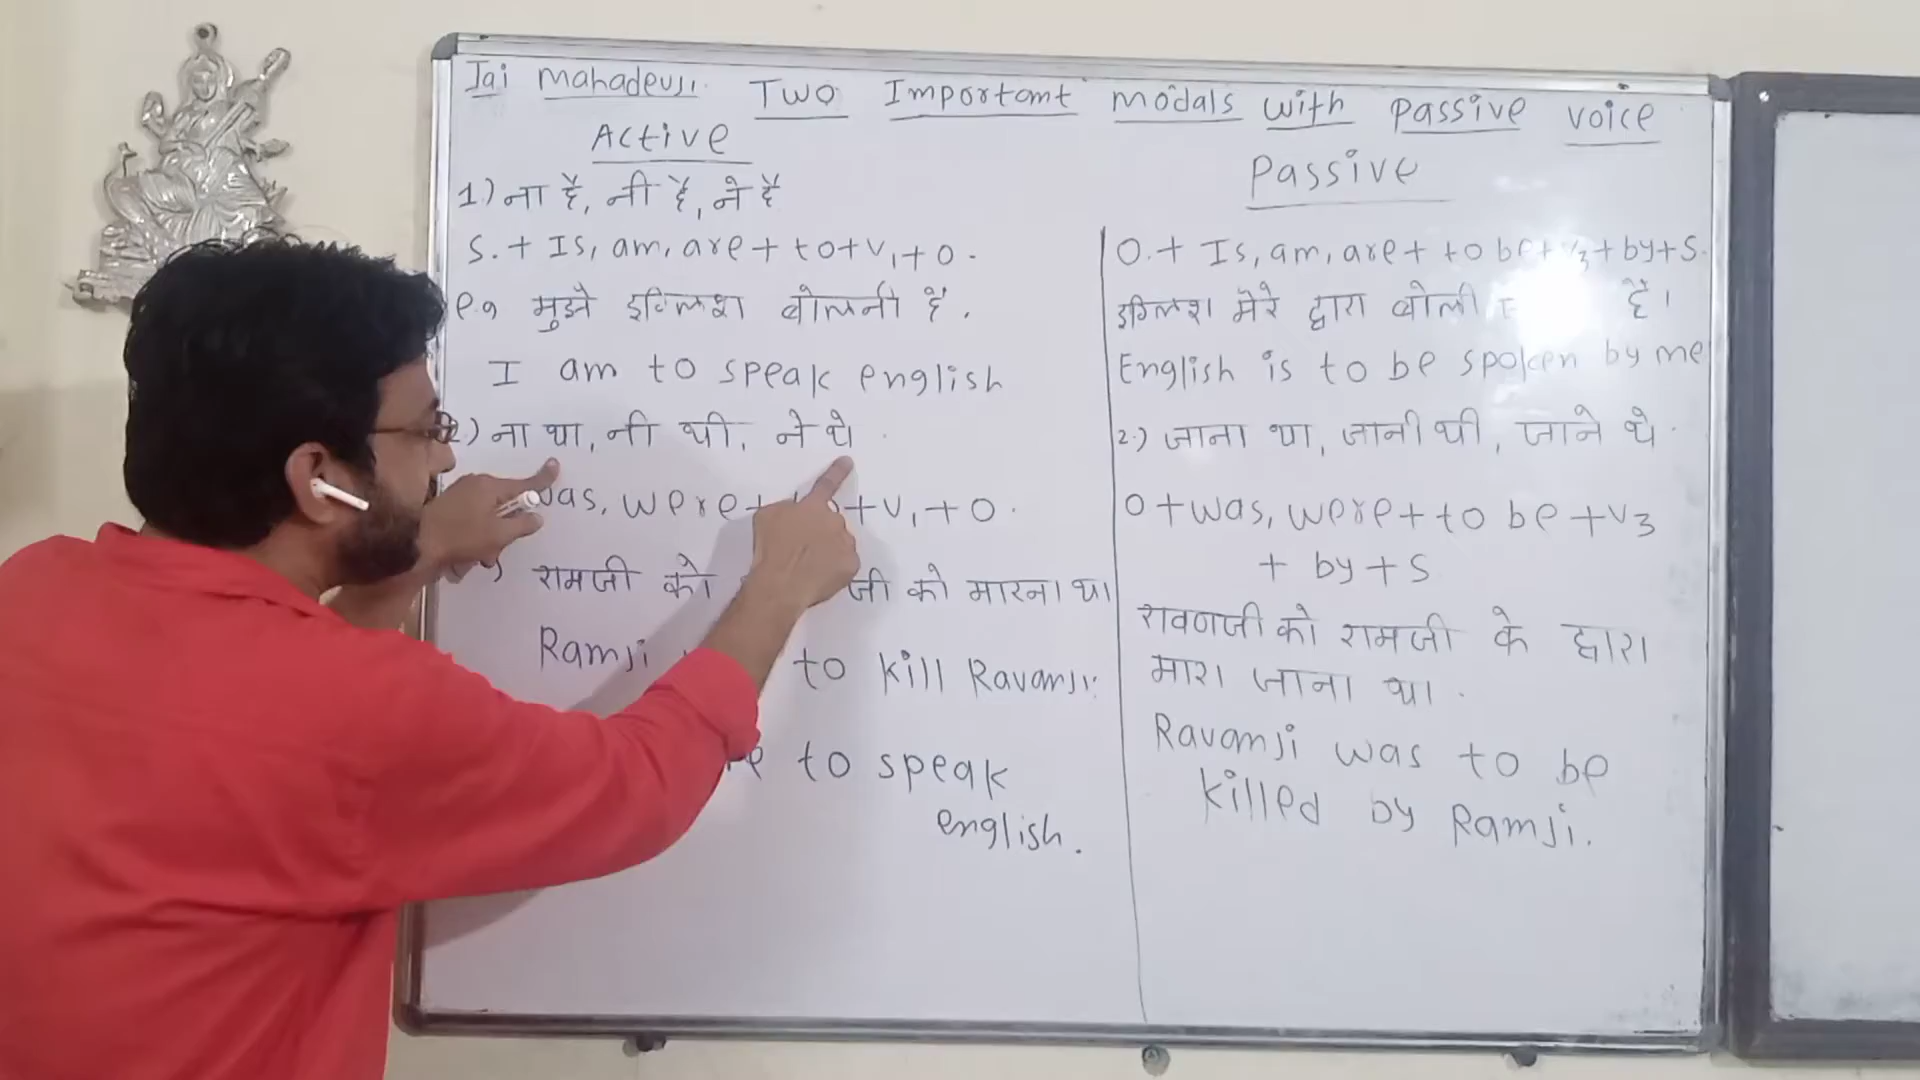 Jai mahadevji. Two Important modals with Passive voice
Active
1) ना है, नी है, ने हैं
S. + Is, am, are + to + V1 + O.
e.g मुझे इंग्लिश बोलनी है.
I am to speak english
2.) ना था, नी थी, ने थे.
was, were + + V1 + O.
रामजी को जी को मारना था।
Ramji to kill Ravanji.
to speak
english.
Passive
O. + Is, am, are + to be + V3 + by + S.
इंग्लिश मेरे द्वारा बोली है।
English is to be spoken by me
2.) जाना था, जानी थी, जाने थे.
O + was, were + to be + V3
+ by + S
रावणजी को रामजी के द्वारा
मारा जाना था.
Ravanji was to be
killed by Ramji.